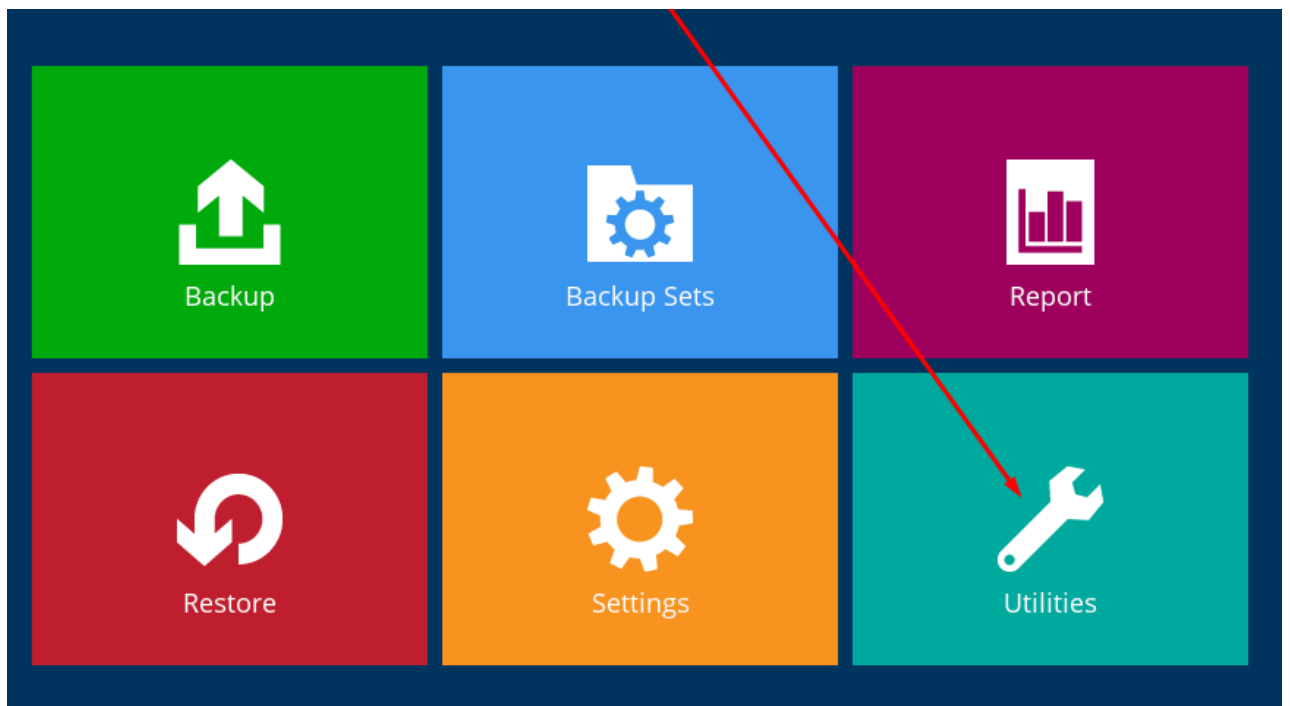 Backup
Backup Sets
Report
Restore
Settings
Utilities